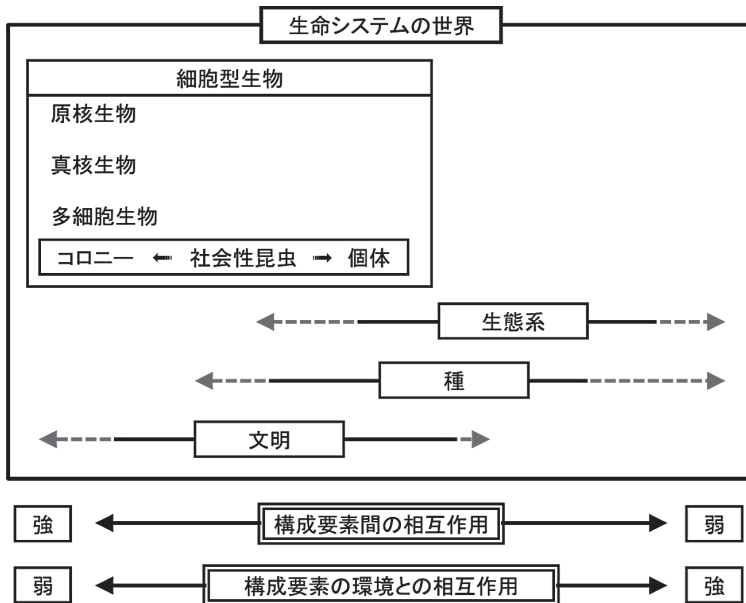 生命システムの世界
細胞型生物
原核生物
真核生物
多細胞生物
コロニー ← 社会性昆虫 → 個体
生態系
種
文明
強 構成要素間の相互作用 弱
弱 構成要素の環境との相互作用 強